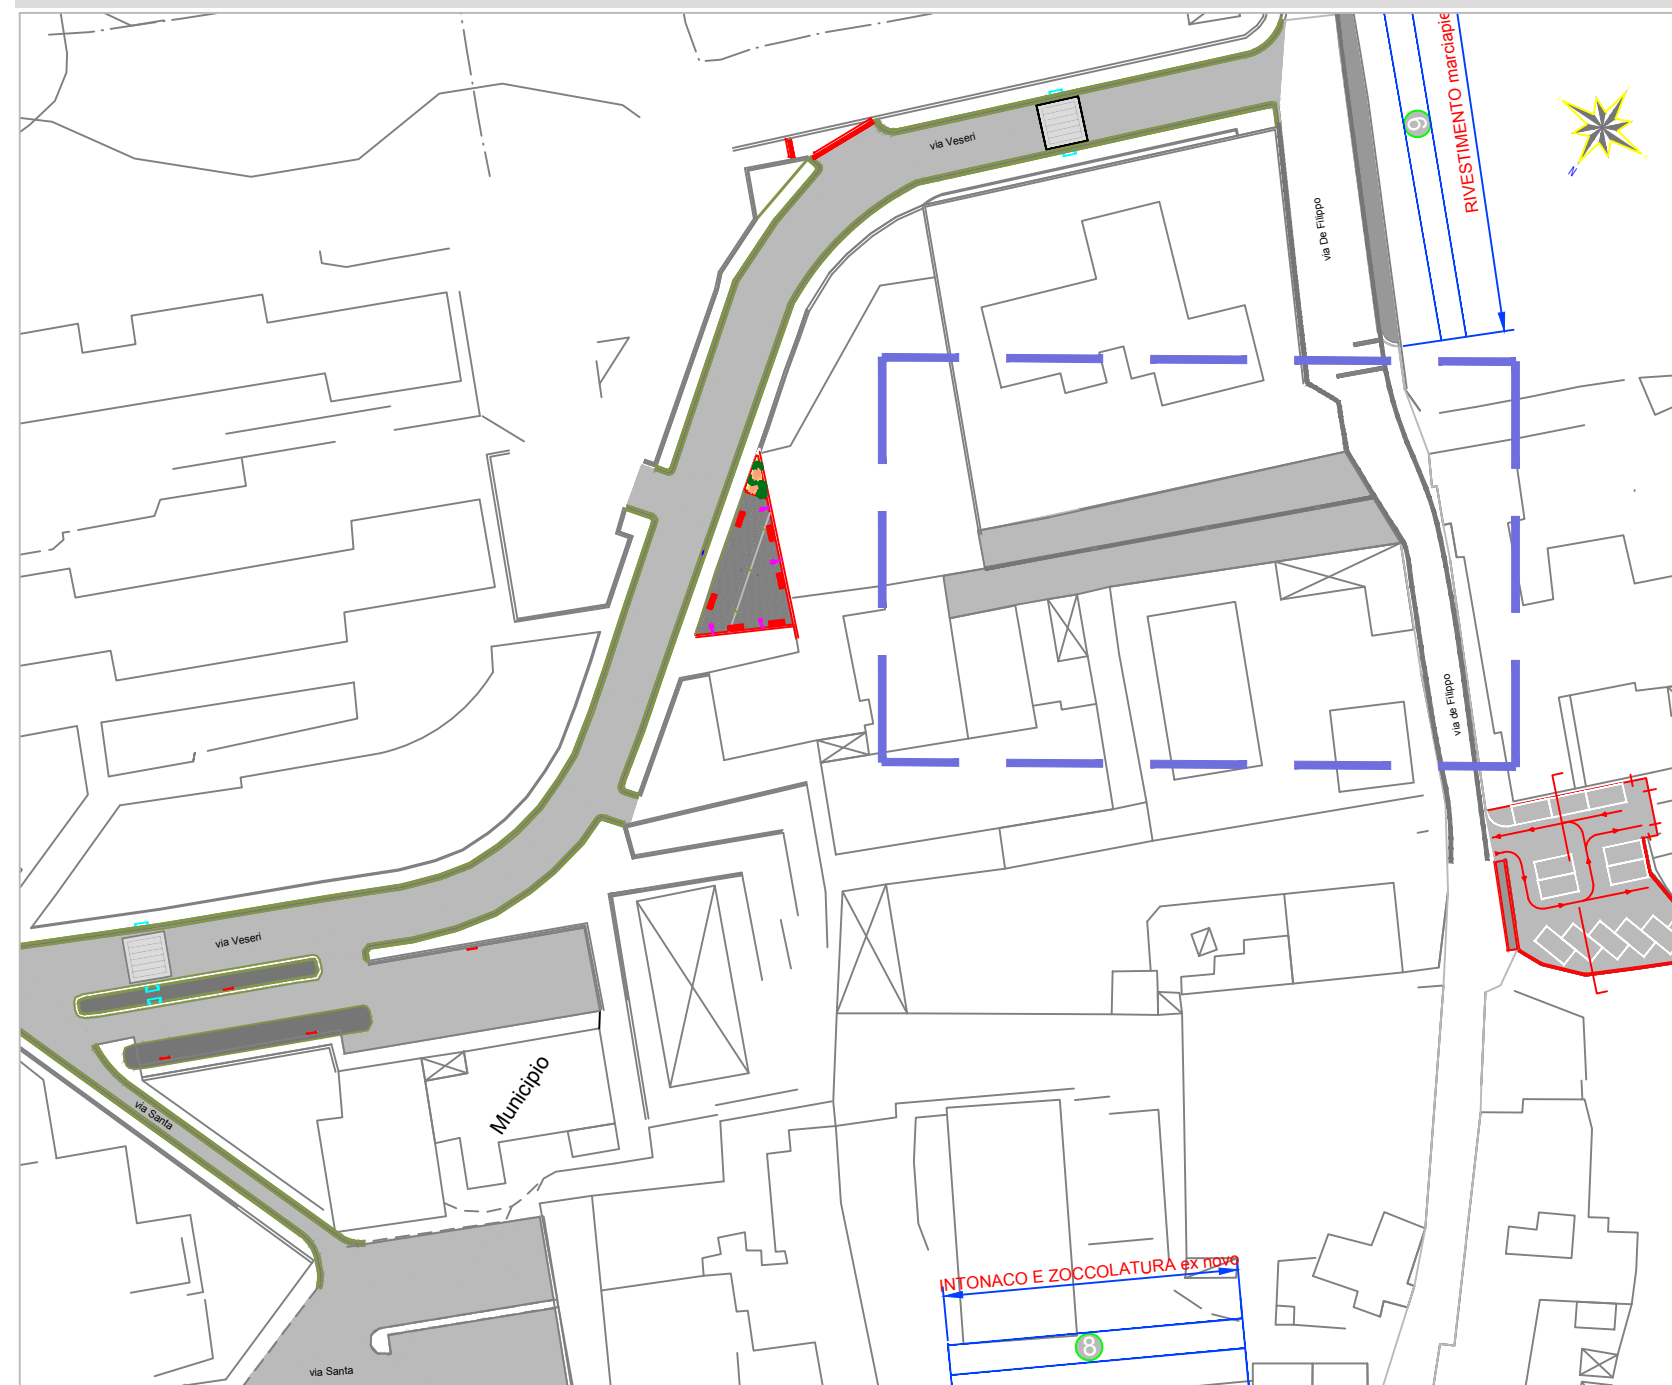 RIVESTIMENTO marciapie
9
via Veseri
N
via De Filippo
via de Filippo
via Veseri
Municipio
via Santa
INTONACO E ZOCCOLATURA ex novo
8
via Santa